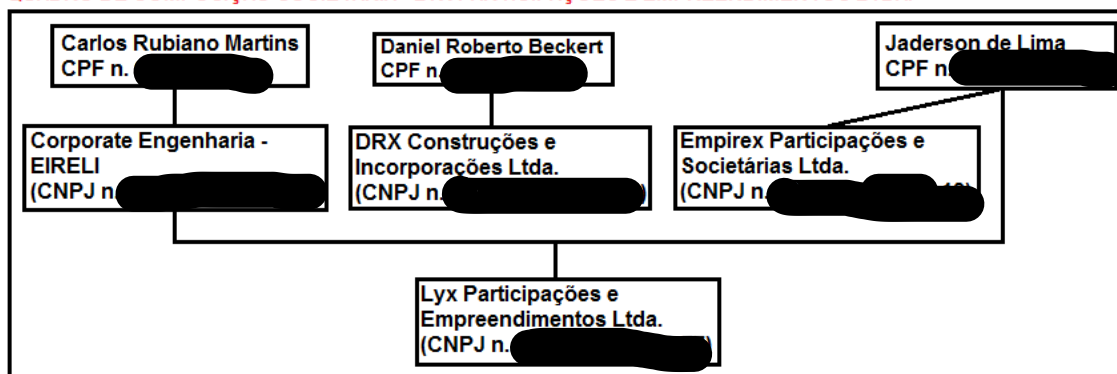 Carlos Rubiano Martins
CPF n.
Daniel Roberto Beckert
CPF n.
Jaderson de Lima
CPF n.
Corporate Engenharia -
EIRELI
(CNPJ n.
DRX Construções e
Incorporações Ltda.
(CNPJ n. )
Empirex Participações e
Societárias Ltda.
(CNPJ n.
Lyx Participações e
Empreendimentos Ltda.
(CNPJ n. )